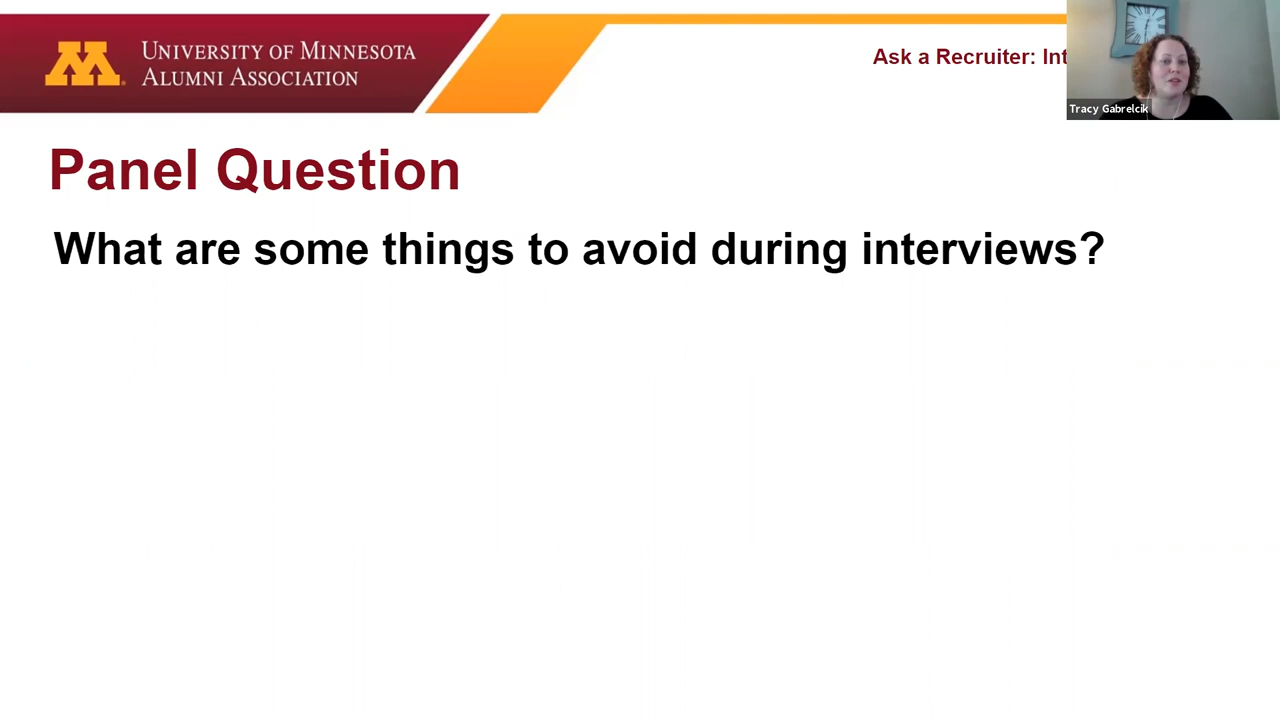 UNIVERSITY OF MINNESOTA
ALUMNI ASSOCIATION
Ask a Recruiter: Int
Tracy Gabrelcik
Panel Question
What are some things to avoid during interviews?